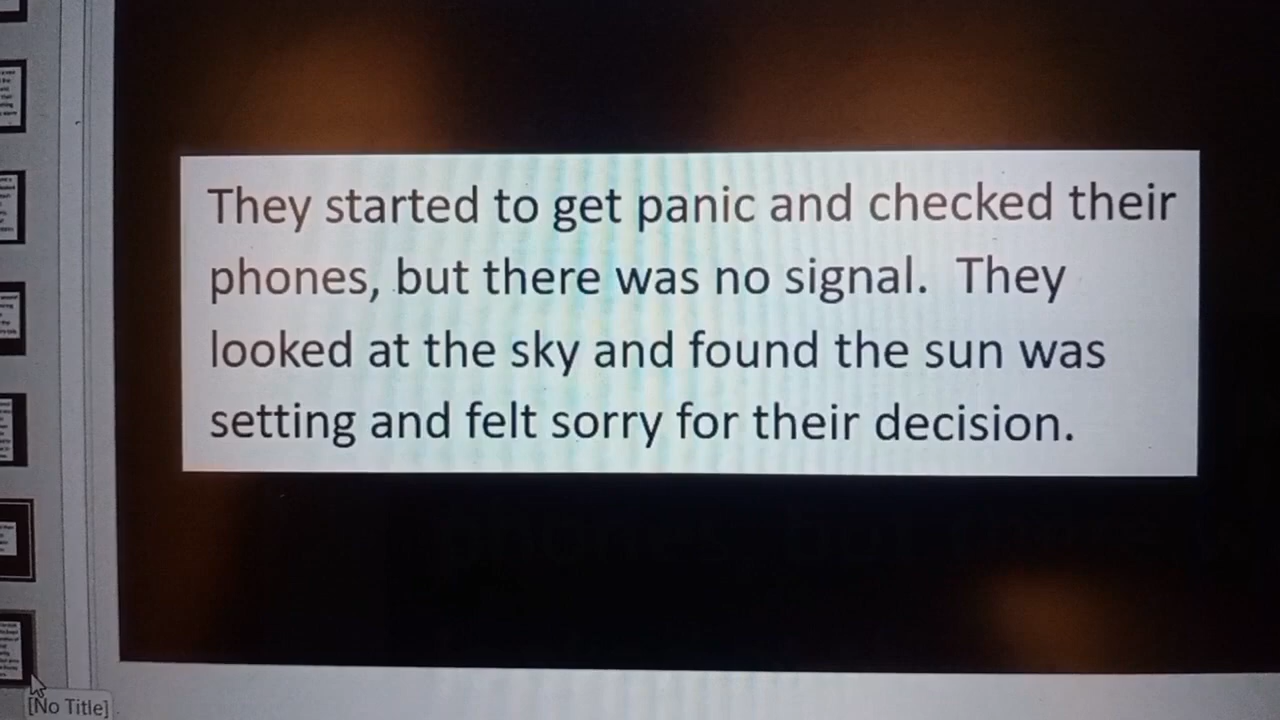 They started to get panic and checked their
phones, but there was no signal. They
looked at the sky and found the sun was
setting and felt sorry for their decision.
[No Title]